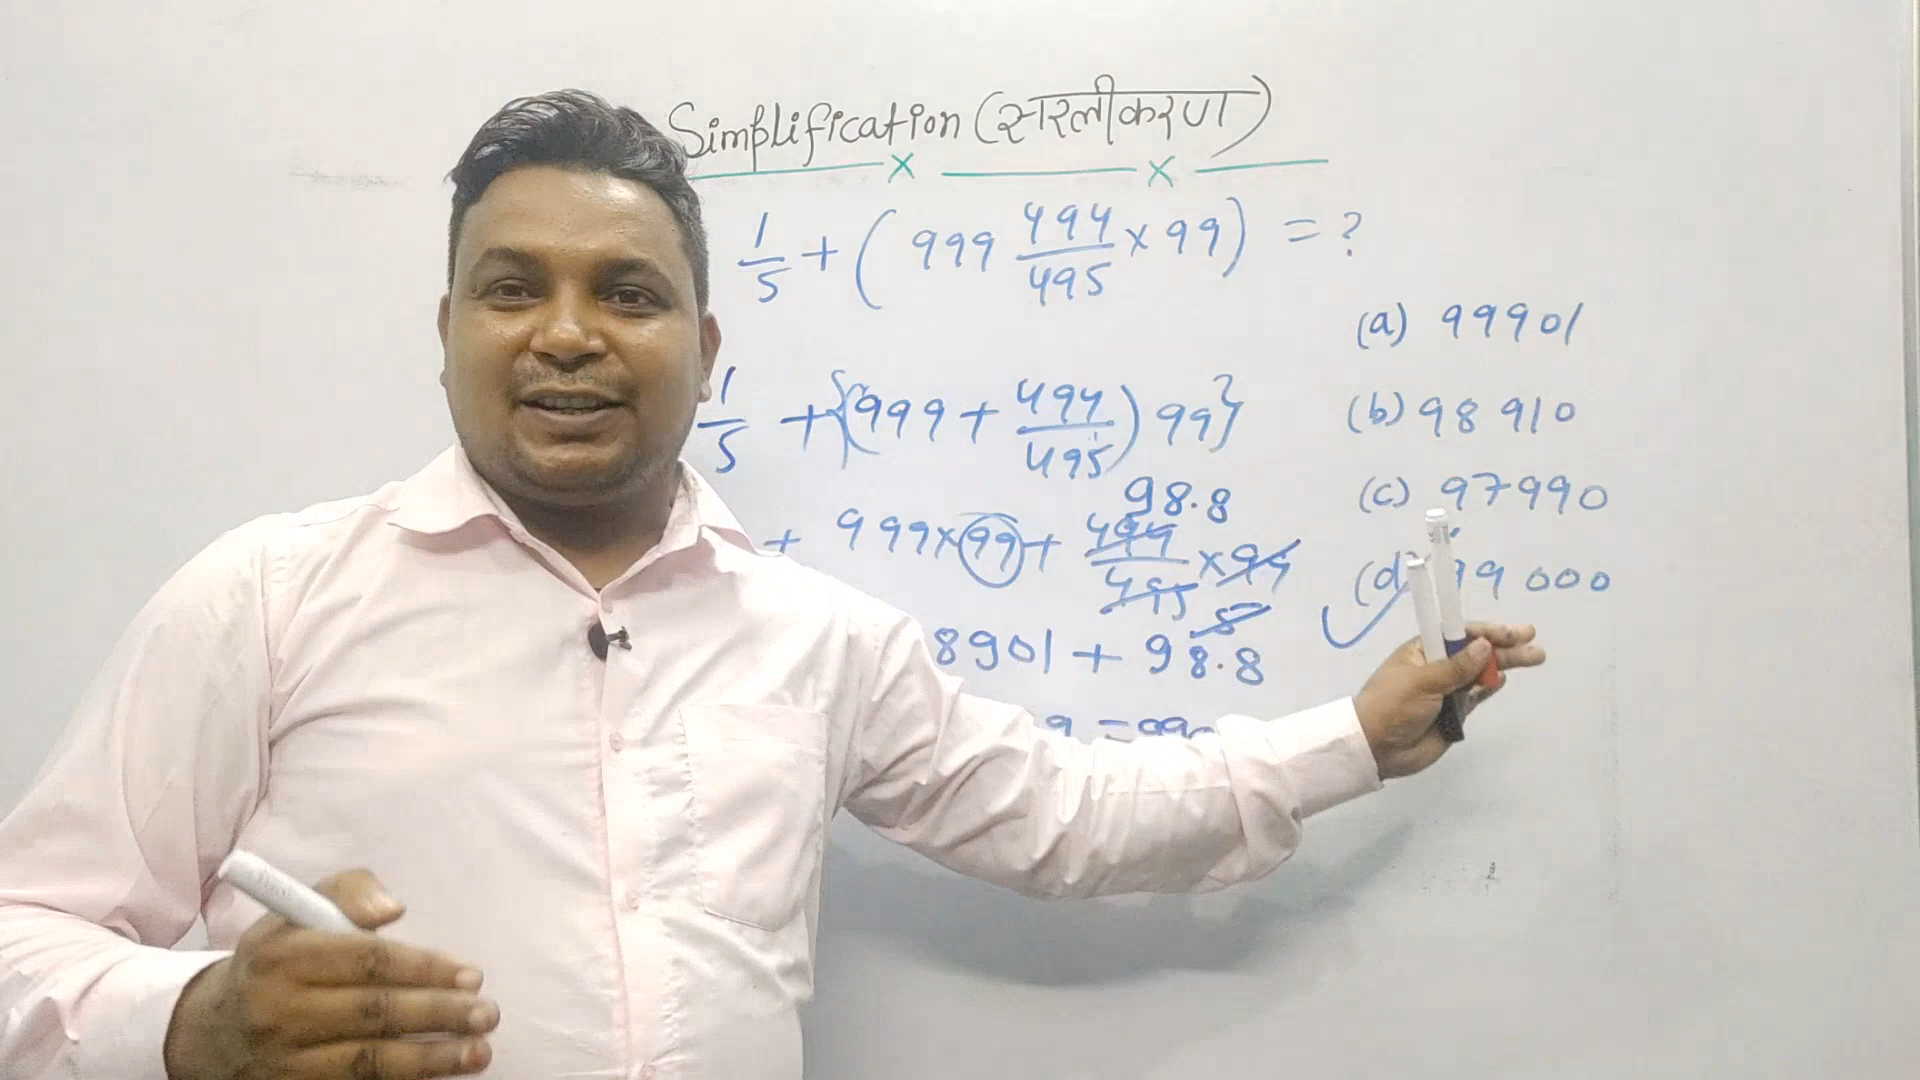 Simplification (सरलीकरण)
1/5 + ( 999 494/495 × 99 ) = ?
1/5 + {(999 + 494/495) 99}
98.8
+ 999×99 + 494/495 × 99
5
8901 + 98.8
(a) 99901
(b) 98910
(c) 97990
(d) 99000